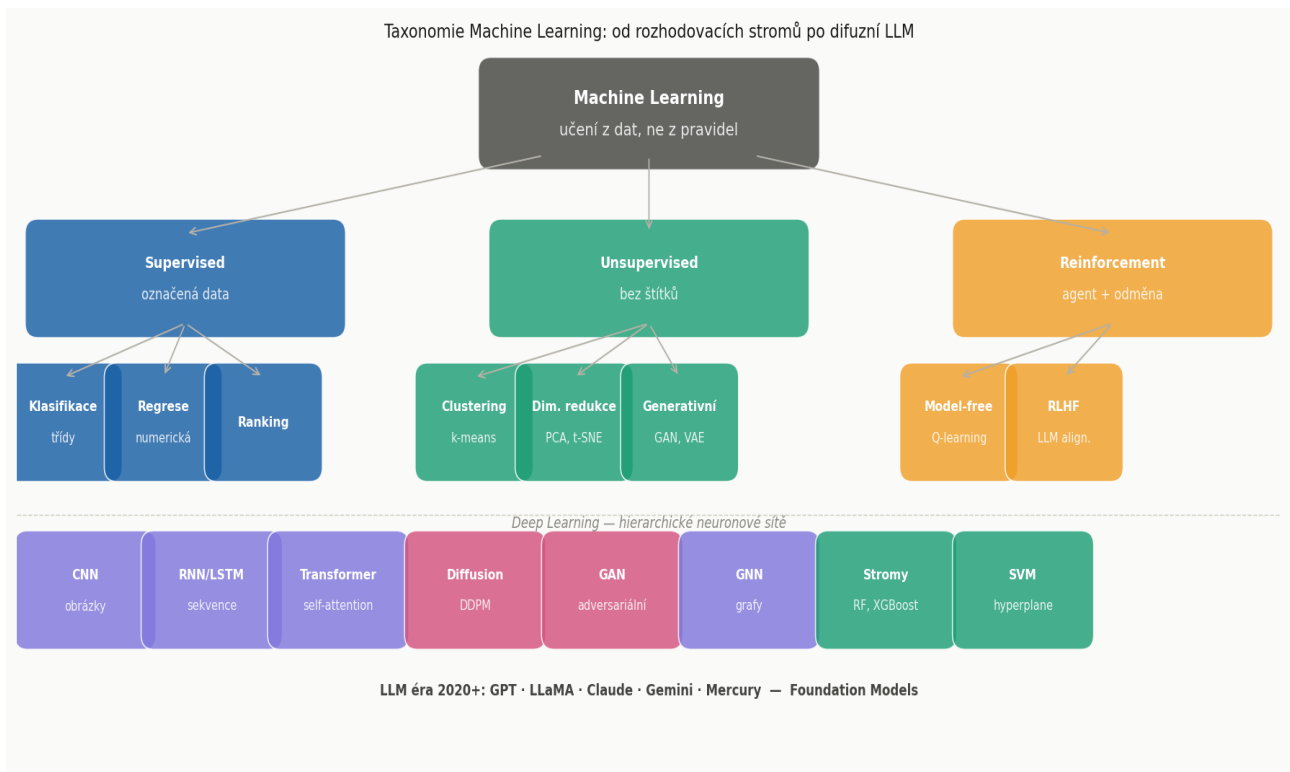 Taxonomie Machine Learning: od rozhodovacích stromů po difuzní LLM
Machine Learning
učení z dat, ne z pravidel
Supervised
označená data
Unsupervised
bez štítků
Reinforcement
agent + odměna
Klasifikace
třídy
Regrese
numerická
Ranking
Clustering
k-means
Dim. redukce
PCA, t-SNE
Generativní
GAN, VAE
Model-free
Q-learning
RLHF
LLM align.
Deep Learning — hierarchické neuronové sítě
CNN
obrázky
RNN/LSTM
sekvence
Transformer
self-attention
Diffusion
DDPM
GAN
adversariální
GNN
grafy
Stromy
RF, XGBoost
SVM
hyperplane
LLM éra 2020+: GPT · LLaMA · Claude · Gemini · Mercury — Foundation Models